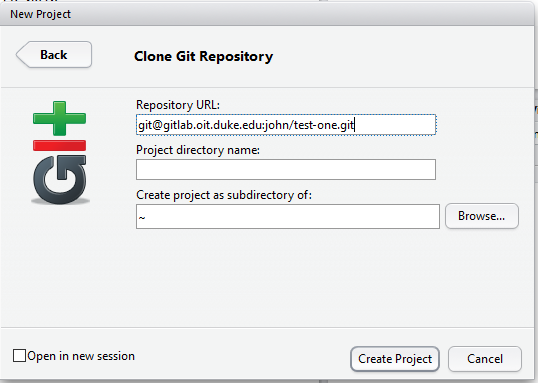 New Project
Back
Clone Git Repository
git
Repository URL:
git@gitlab.oit.duke.edu:john/test-one.git
Project directory name:
Create project as subdirectory of:
~
Browse...
Open in new session
Create Project
Cancel